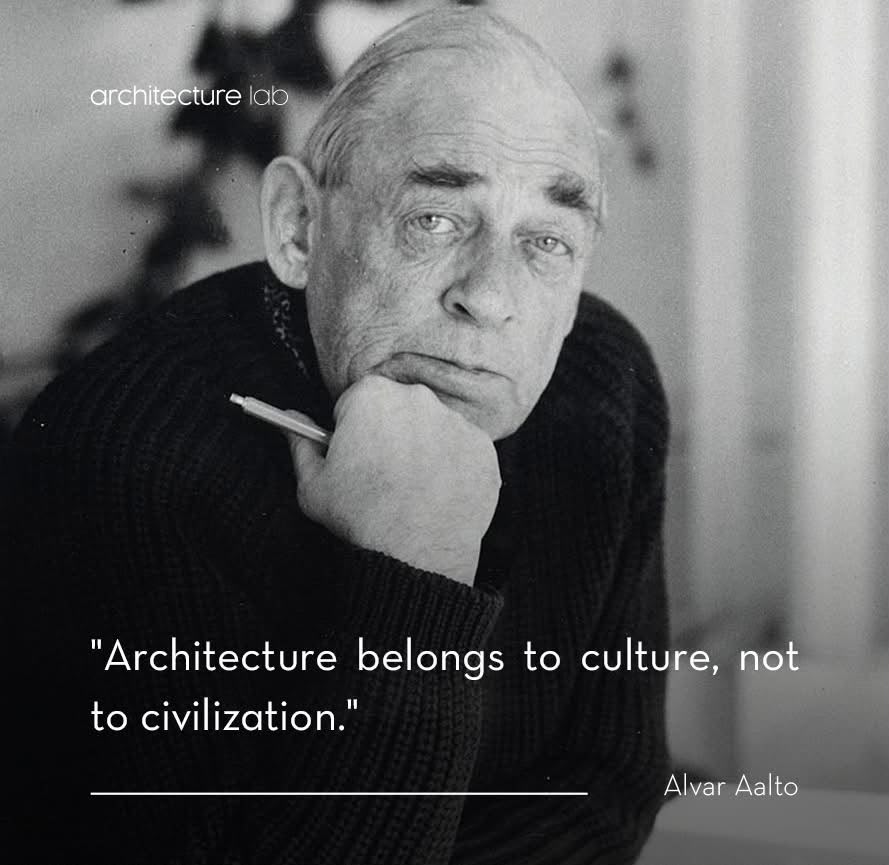 architecture lab
"Architecture belongs to culture, not
to civilization."
Alvar Aalto